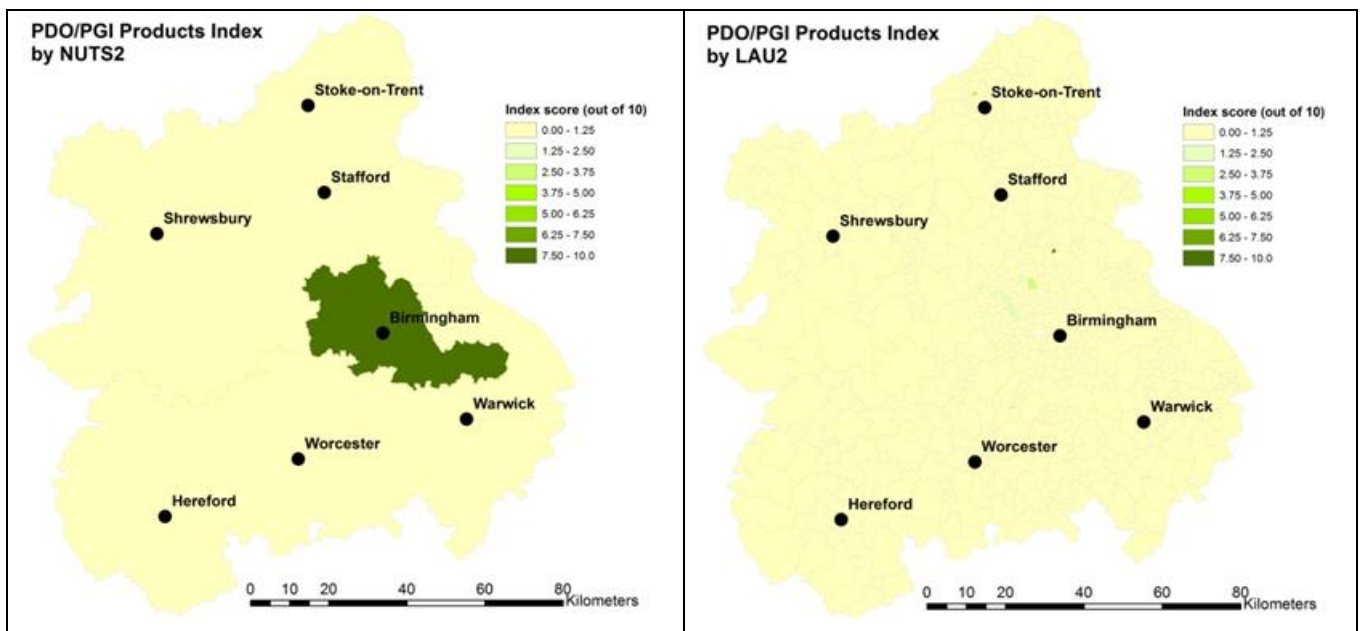 PDO/PGI Products Index
by NUTS2
Stoke-on-Trent
Index score (out of 10)
0.00 - 1.25
1.25 - 2.50
2.50 - 3.75
3.75 - 5.00
5.00 - 6.25
6.25 - 7.50
7.50 - 10.0
Stafford
Shrewsbury
Birmingham
Warwick
Worcester
Hereford
0 10 20 40 60 80
Kilometers
PDO/PGI Products Index
by LAU2
Stoke-on-Trent
Index score (out of 10)
0.00 - 1.25
1.25 - 2.50
2.50 - 3.75
3.75 - 5.00
5.00 - 6.25
6.25 - 7.50
7.50 - 10.0
Stafford
Shrewsbury
Birmingham
Warwick
Worcester
Hereford
0 10 20 40 60 80
Kilometers